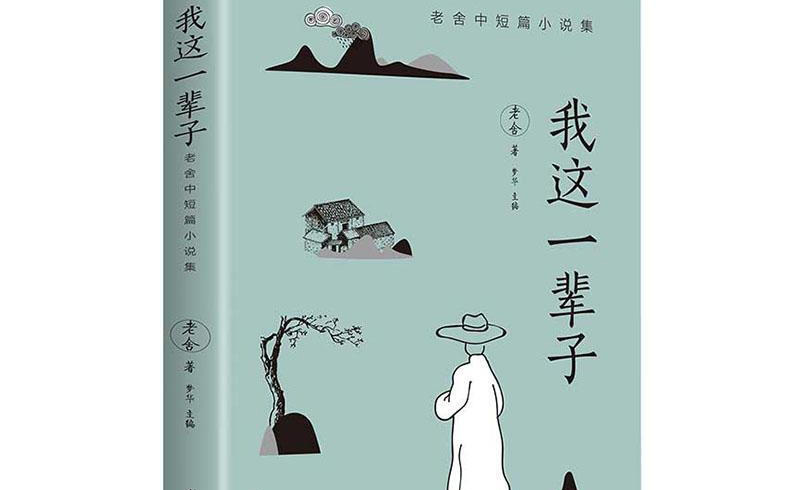 我这一辈子
老舍中短篇小说集
老舍
著
梦华 主编
老舍中短篇小说集
我这一辈子
老舍
著
梦华 主编